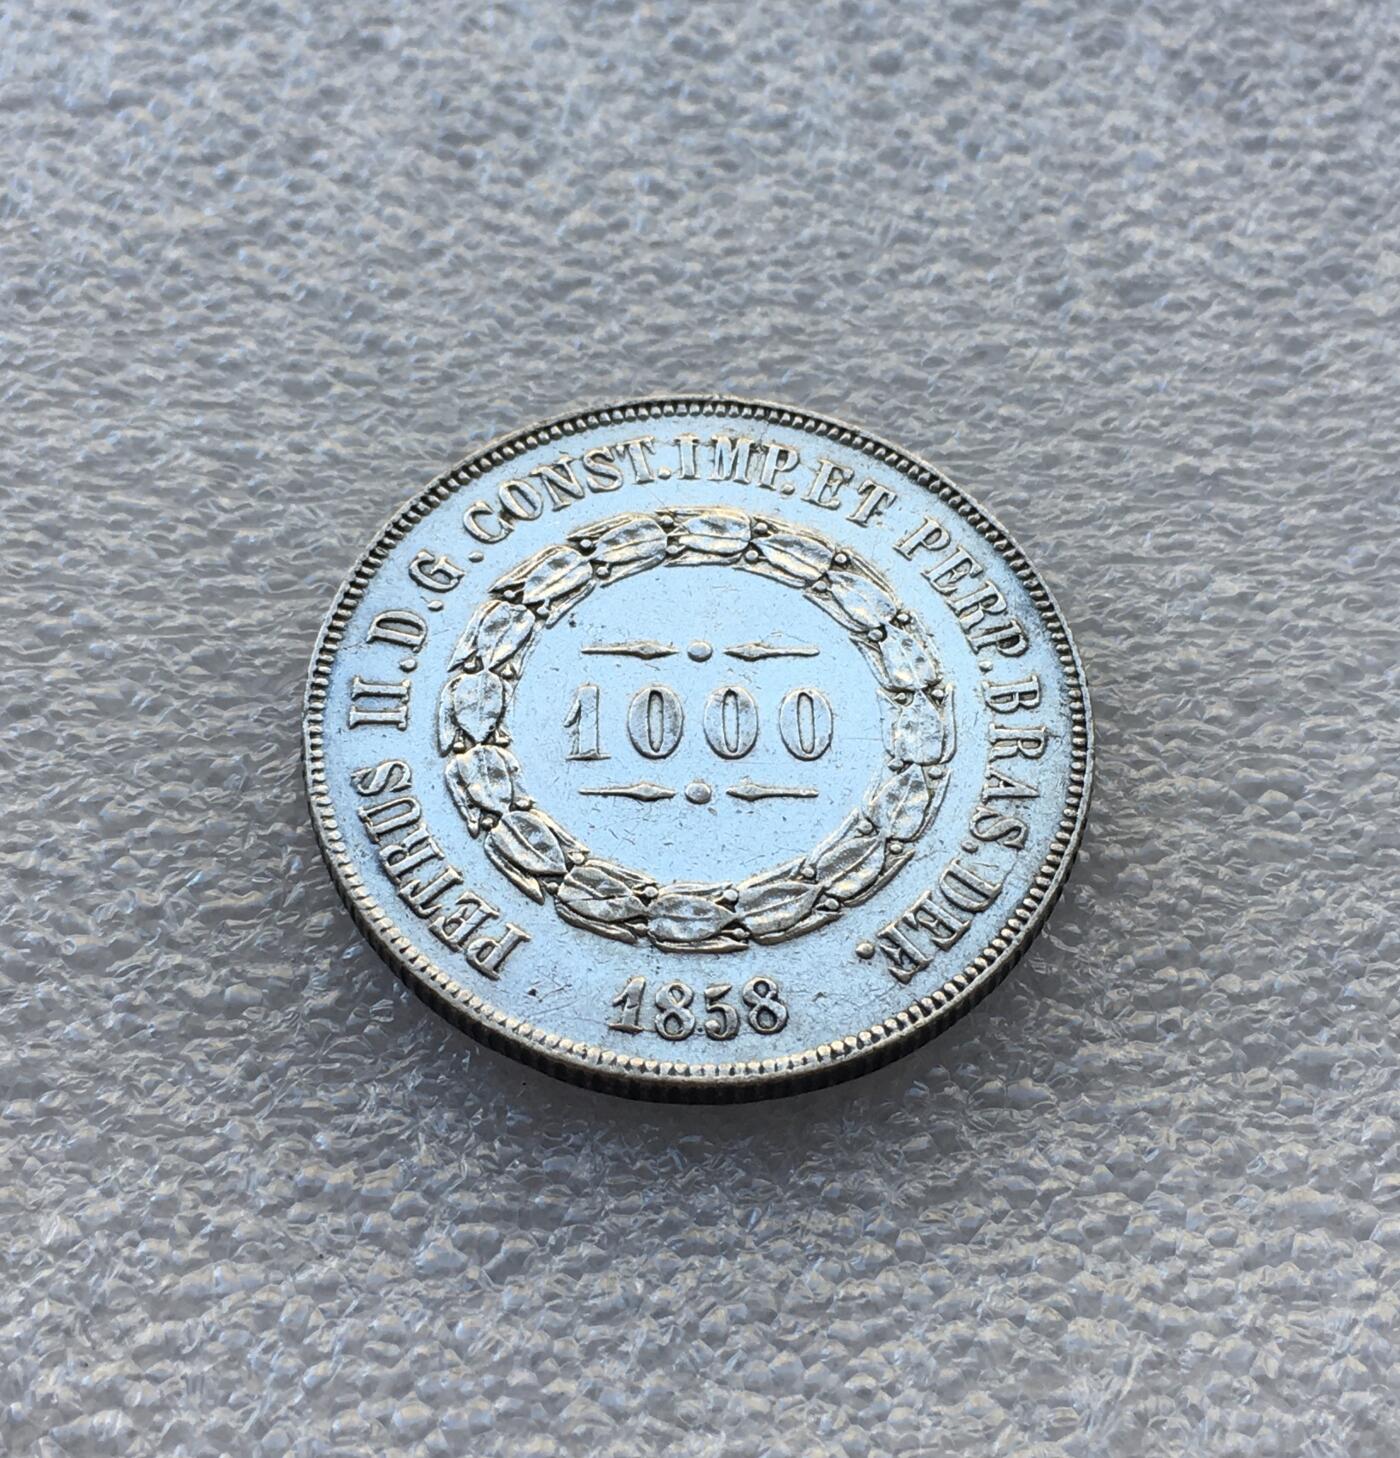 PETRUS II.D.G.CONST.IMP.ET PERP.BRAS.DEF.
1000
1858